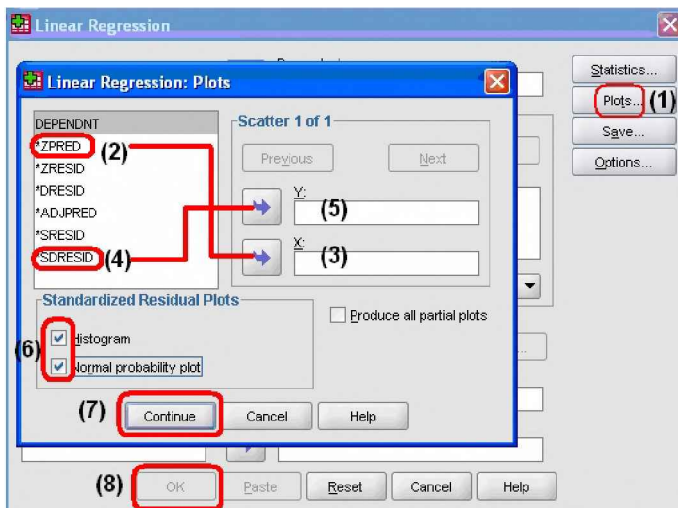 Linear Regression
Statistics...
Plots... (1)
Save...
Options...
Linear Regression: Plots
DEPENDNT
*ZPRED (2)
*ZRESID
*DRESID
*ADJPRED
*SRESID
*SDRESID (4)
Scatter 1 of 1
Previous
Next
Y:
(5)
X:
(3)
Standardized Residual Plots
(6)
Histogram
Normal probability plot
Produce all partial plots
(7) Continue
Cancel
Help
(8) OK
Paste
Reset
Cancel
Help